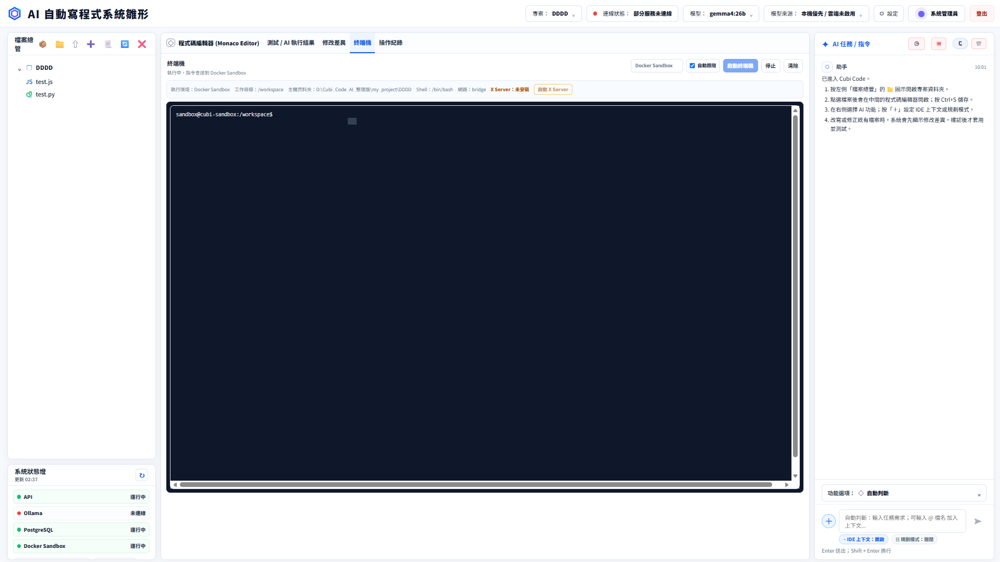 AI 自動寫程式系統雛形
專案： DDDD
連線狀態： 部分服務未連線
模型： gemma4:26b
模型來源： 本機優先 / 雲端未啟用
設定
系統管理員
登出
檔案總管
DDDD
JS test.js
test.py
系統狀態燈
更新 02:37
API 運行中
Ollama 未連線
PostgreSQL 運行中
Docker Sandbox 運行中
程式碼編輯器 (Monaco Editor)
測試 / AI 執行結果
修改差異
終端機
操作紀錄
終端機
執行中，指令會送到 Docker Sandbox
Docker Sandbox
自動跟隨
啟動終端機
停止
清除
執行環境：Docker Sandbox 工作目錄：/workspace 主機資料夾：D:\Cubi_Code_AI_整理版\my_project\DDDD Shell：/bin/bash 網路：bridge X Server：未安裝 啟動 X Server
sandbox@cubi-sandbox:/workspace$
AI 任務 / 指令
助手 10:01
已進入 Cubi Code。
1. 按左側「檔案總管」的 📁 圖示開啟專案資料夾。
2. 點選檔案後會在中間的程式碼編輯器開啟；按 Ctrl+S 儲存。
3. 在右側選擇 AI 功能；按「＋」設定 IDE 上下文或規劃模式。
4. 改寫或修正既有檔案時，系統會先顯示修改差異，確認後才套用
並測試。
功能選項： ◇ 自動判斷
自動判斷：輸入任務需求；可輸入 @ 檔名 加入
上下文...
~ IDE 上下文：開啟
☷ 規劃模式：關閉
Enter 送出；Shift + Enter 換行